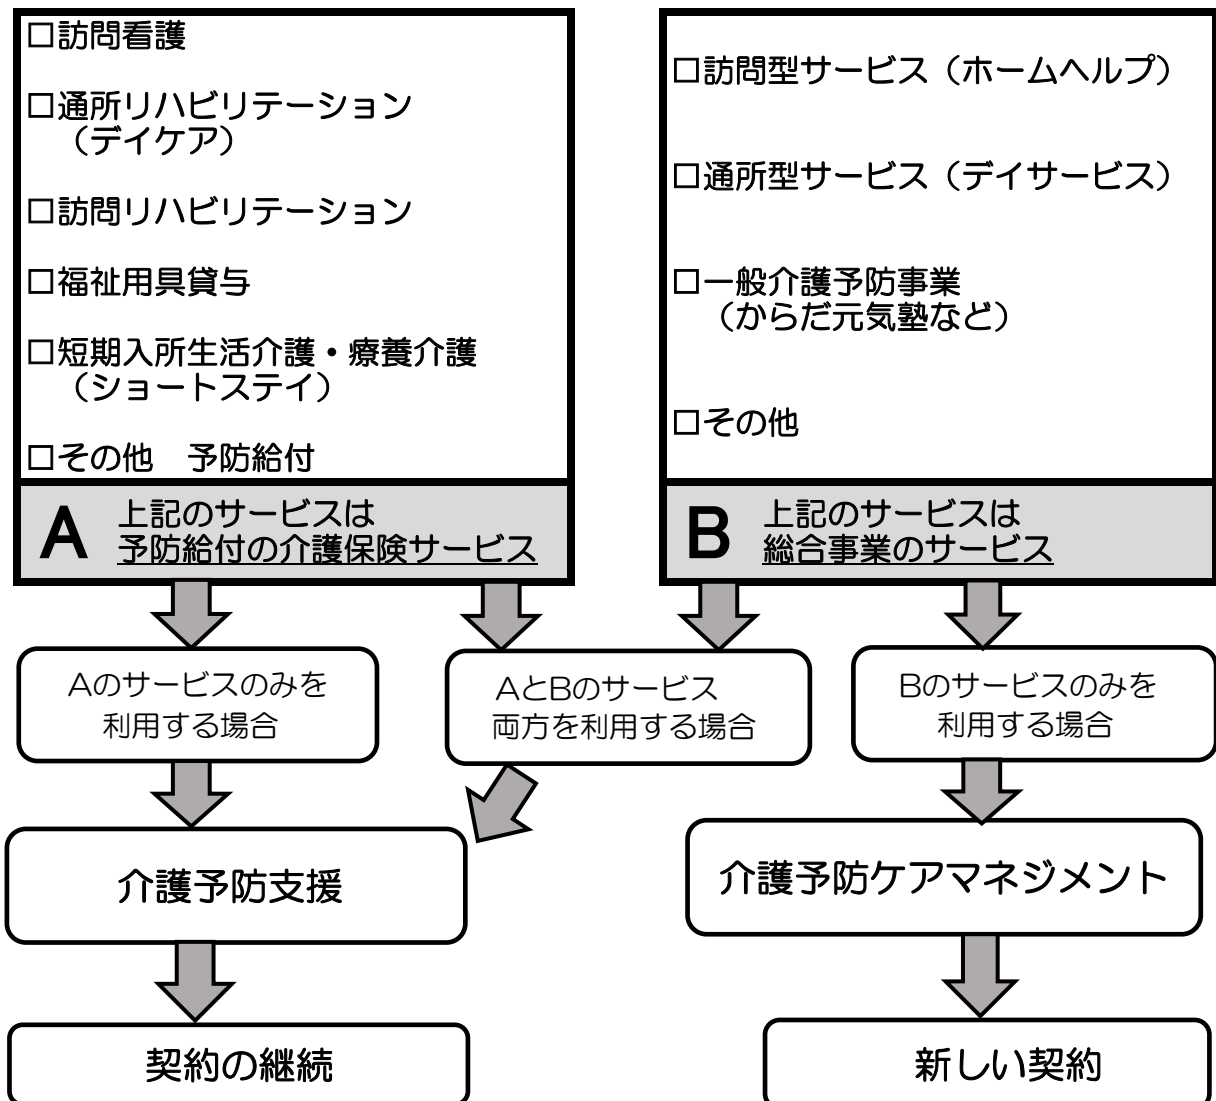 □訪問看護
□通所リハビリテーション
（デイケア）
□訪問リハビリテーション
□福祉用具貸与
□短期入所生活介護・療養介護
（ショートステイ）
□その他　予防給付
A 上記のサービスは
予防給付の介護保険サービス
□訪問型サービス（ホームヘルプ）
□通所型サービス（デイサービス）
□一般介護予防事業
（からだ元気塾など）
□その他
B 上記のサービスは
総合事業のサービス
Aのサービスのみを
利用する場合
AとBのサービス
両方を利用する場合
Bのサービスのみを
利用する場合
介護予防支援
介護予防ケアマネジメント
契約の継続
新しい契約